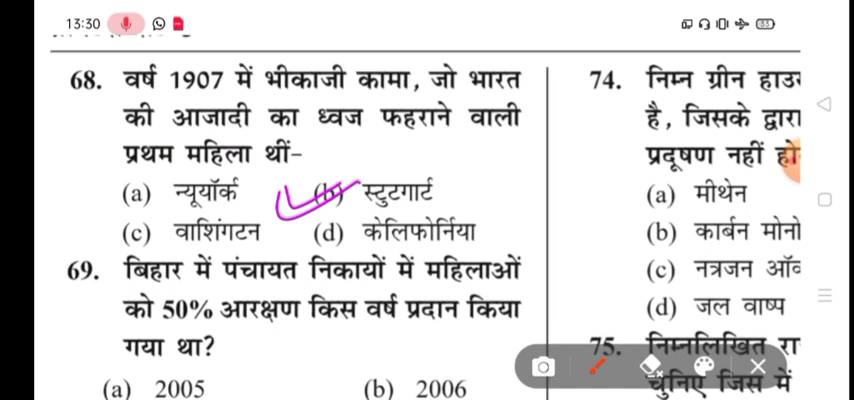 13:30
55
68. वर्ष 1907 में भीकाजी कामा, जो भारत
की आजादी का ध्वज फहराने वाली
प्रथम महिला थीं-
(a) न्यूयॉर्क (b) स्टुटगार्ट
(c) वाशिंगटन (d) केलिफोर्निया
69. बिहार में पंचायत निकायों में महिलाओं
को 50% आरक्षण किस वर्ष प्रदान किया
गया था?
(a) 2005 (b) 2006
74. निम्न ग्रीन हाउ
है, जिसके द्वारा
प्रदूषण नहीं हो
(a) मीथेन
(b) कार्बन मोनो
(c) नत्रजन ऑ
(d) जल वाष्प
75. निम्नलिखित रा
चुनिए जिस में